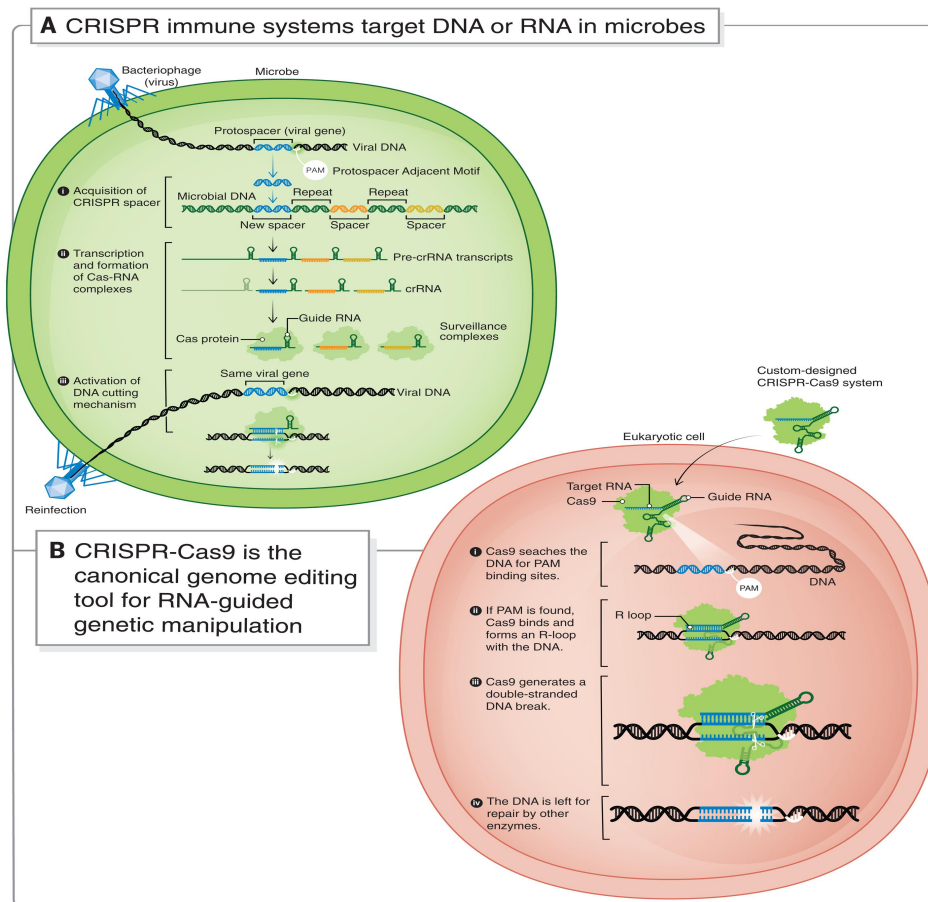 A CRISPR immune systems target DNA or RNA in microbes
Bacteriophage
(virus)
Microbe
Protospacer (viral gene)
Viral DNA
PAM
Protospacer Adjacent Motif
i Acquisition of
CRISPR spacer
Microbial DNA
Repeat
Repeat
New spacer
Spacer
Spacer
ii Transcription
and formation
of Cas-RNA
complexes
Pre-crRNA transcripts
crRNA
Guide RNA
Cas protein
Surveillance
complexes
iii Activation of
DNA cutting
mechanism
Same viral gene
Viral DNA
Reinfection
B CRISPR-Cas9 is the
canonical genome editing
tool for RNA-guided
genetic manipulation
Custom-designed
CRISPR-Cas9 system
Eukaryotic cell
Target RNA
Cas9
Guide RNA
i Cas9 seaches the
DNA for PAM
binding sites.
DNA
PAM
ii If PAM is found,
Cas9 binds and
forms an R-loop
with the DNA.
R loop
iii Cas9 generates a
double-stranded
DNA break.
iv The DNA is left for
repair by other
enzymes.